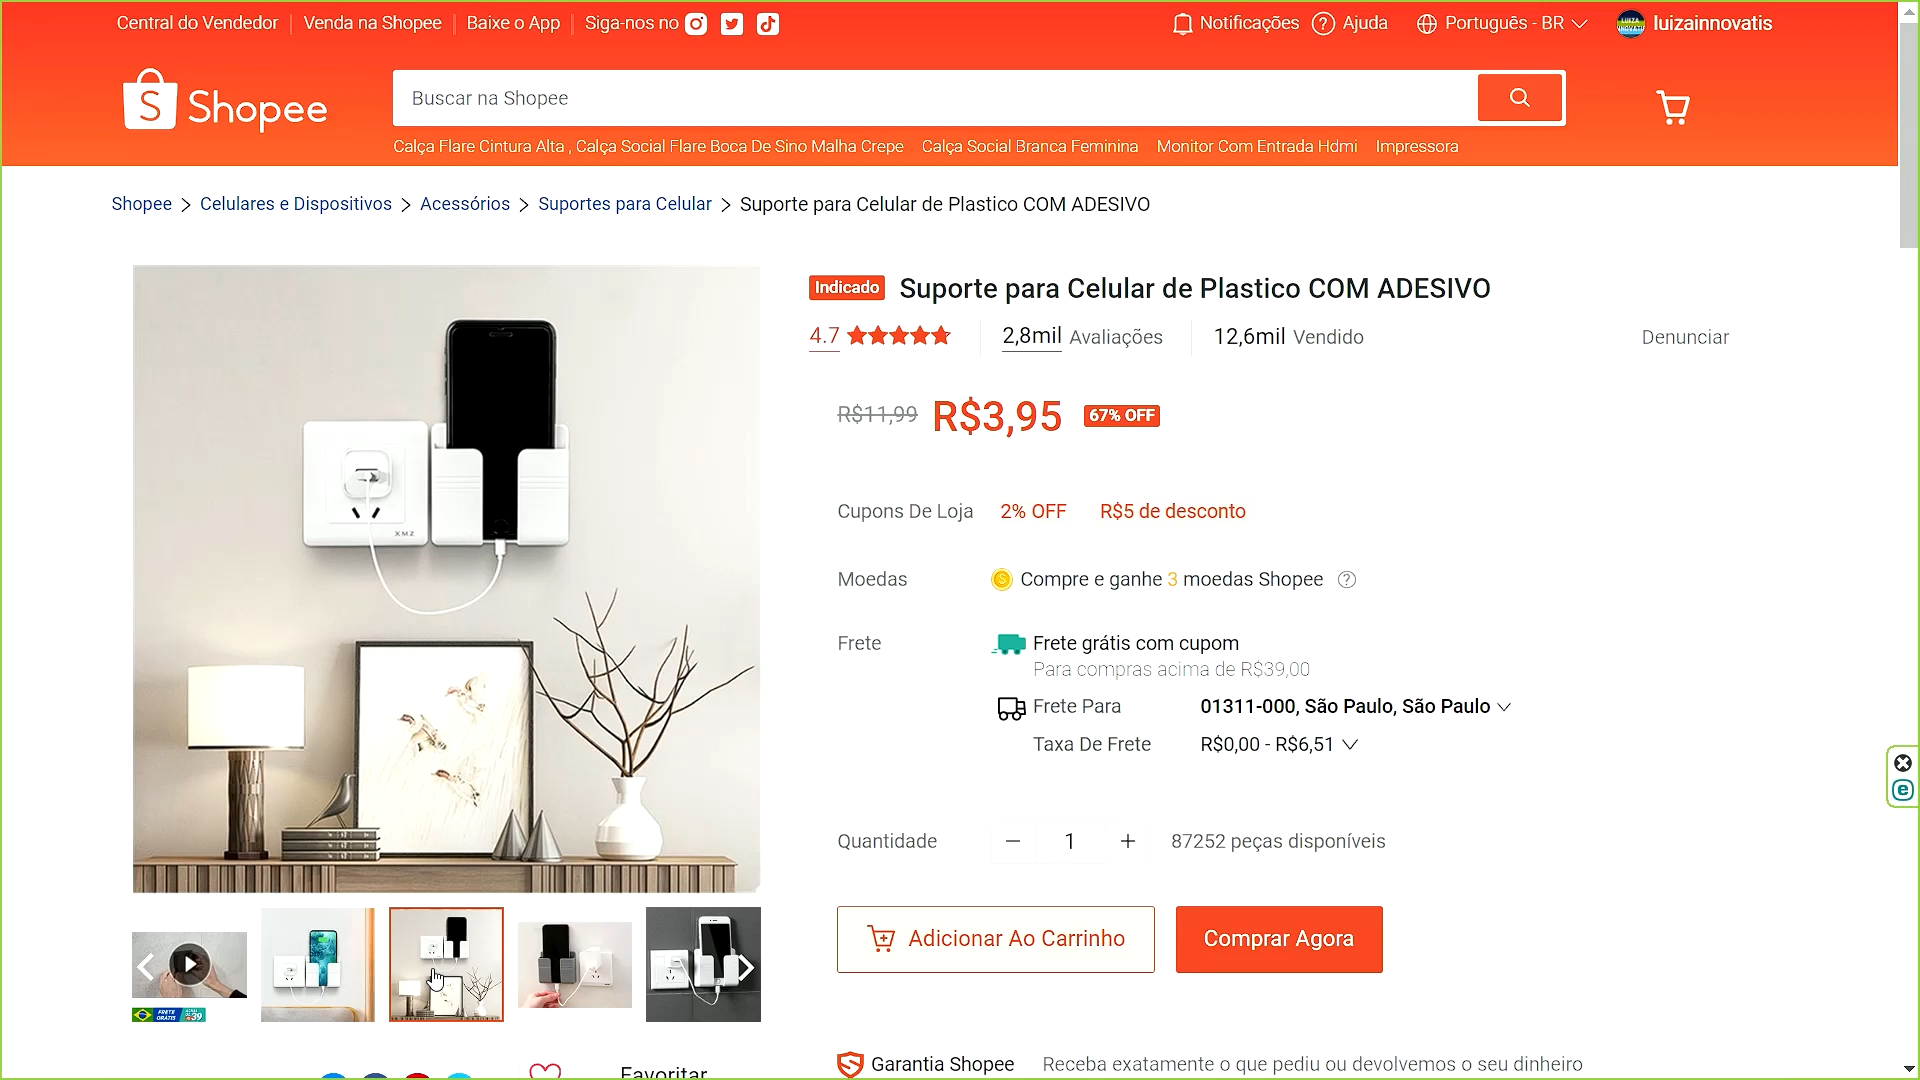 Central do Vendedor
Venda na Shopee
Baixe o App
Siga-nos no
Notificações
Ajuda
Português - BR
luizainnovatis
Shopee
Buscar na Shopee
Calça Flare Cintura Alta , Calça Social Flare Boca De Sino Malha Crepe
Calça Social Branca Feminina
Monitor Com Entrada Hdmi
Impressora
Shopee > Celulares e Dispositivos > Acessórios > Suportes para Celular > Suporte para Celular de Plastico COM ADESIVO
Indicado Suporte para Celular de Plastico COM ADESIVO
4.7
2,8mil Avaliações
12,6mil Vendido
Denunciar
R$11,99 R$3,95 67% OFF
XMZ
Cupons De Loja 2% OFF R$5 de desconto
Moedas Compre e ganhe 3 moedas Shopee ?
Frete Frete grátis com cupom
Para compras acima de R$39,00
Frete Para 01311-000, São Paulo, São Paulo
Taxa De Frete R$0,00 - R$6,51
Quantidade 1 87252 peças disponíveis
Adicionar Ao Carrinho
Comprar Agora
FRETE
GRÁTIS
Garantia Shopee Receba exatamente o que pediu ou devolvemos o seu dinheiro
Favoritar